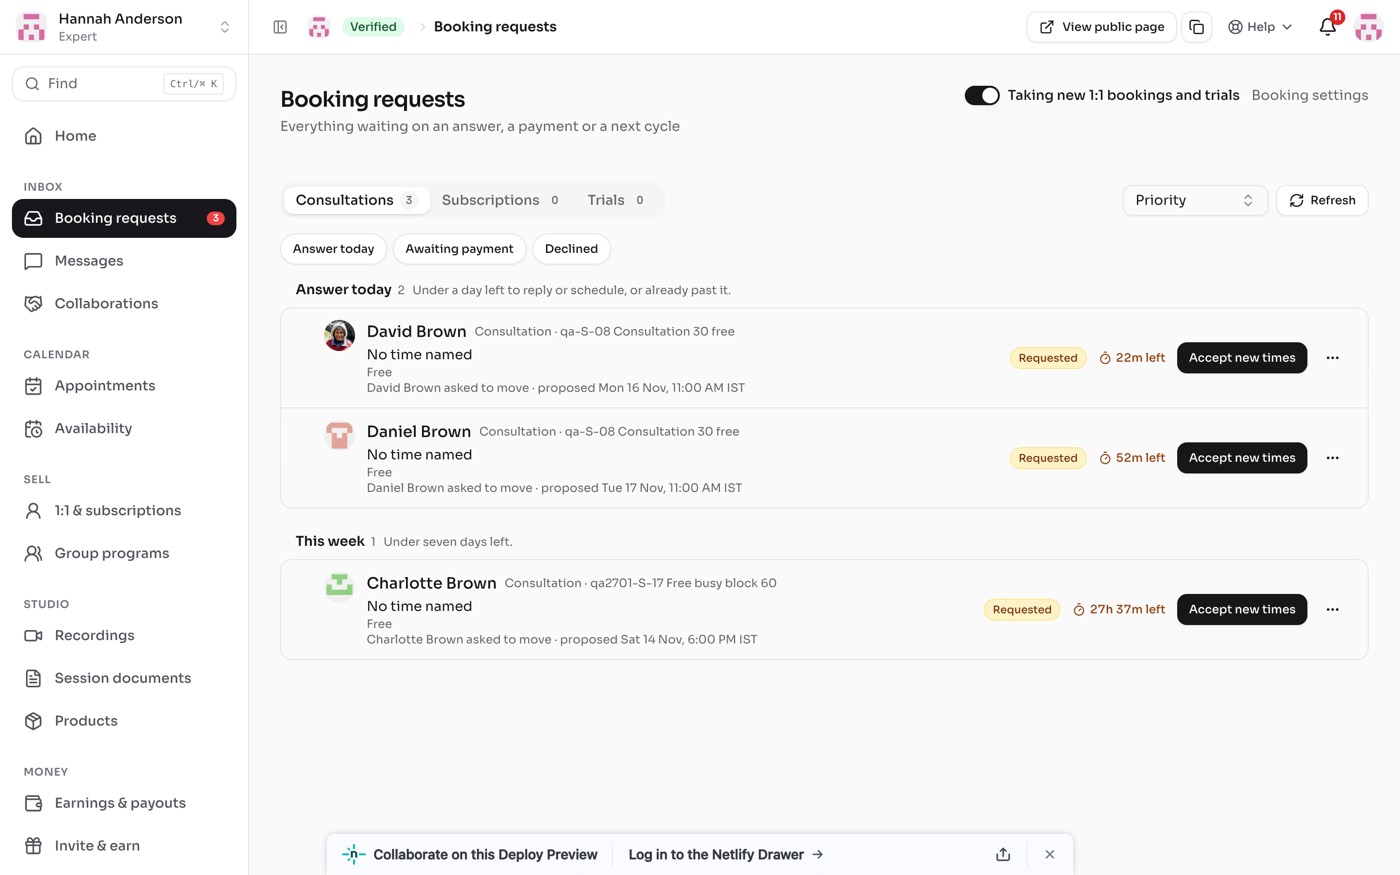 Hannah Anderson
Expert
Verified
Booking requests
View public page
Help
11
Find
Ctrl/⌘ K
Home
INBOX
Booking requests 3
Messages
Collaborations
CALENDAR
Appointments
Availability
SELL
1:1 & subscriptions
Group programs
STUDIO
Recordings
Session documents
Products
MONEY
Earnings & payouts
Invite & earn
Booking requests
Everything waiting on an answer, a payment or a next cycle
Taking new 1:1 bookings and trials
Booking settings
Consultations 3
Subscriptions 0
Trials 0
Priority
Refresh
Answer today
Awaiting payment
Declined
Answer today 2 Under a day left to reply or schedule, or already past it.
David Brown Consultation · qa-S-08 Consultation 30 free
No time named
Free
David Brown asked to move · proposed Mon 16 Nov, 11:00 AM IST
Requested
22m left
Accept new times
Daniel Brown Consultation · qa-S-08 Consultation 30 free
No time named
Free
Daniel Brown asked to move · proposed Tue 17 Nov, 11:00 AM IST
Requested
52m left
Accept new times
This week 1 Under seven days left.
Charlotte Brown Consultation · qa2701-S-17 Free busy block 60
No time named
Free
Charlotte Brown asked to move · proposed Sat 14 Nov, 6:00 PM IST
Requested
27h 37m left
Accept new times
Collaborate on this Deploy Preview
Log in to the Netlify Drawer →